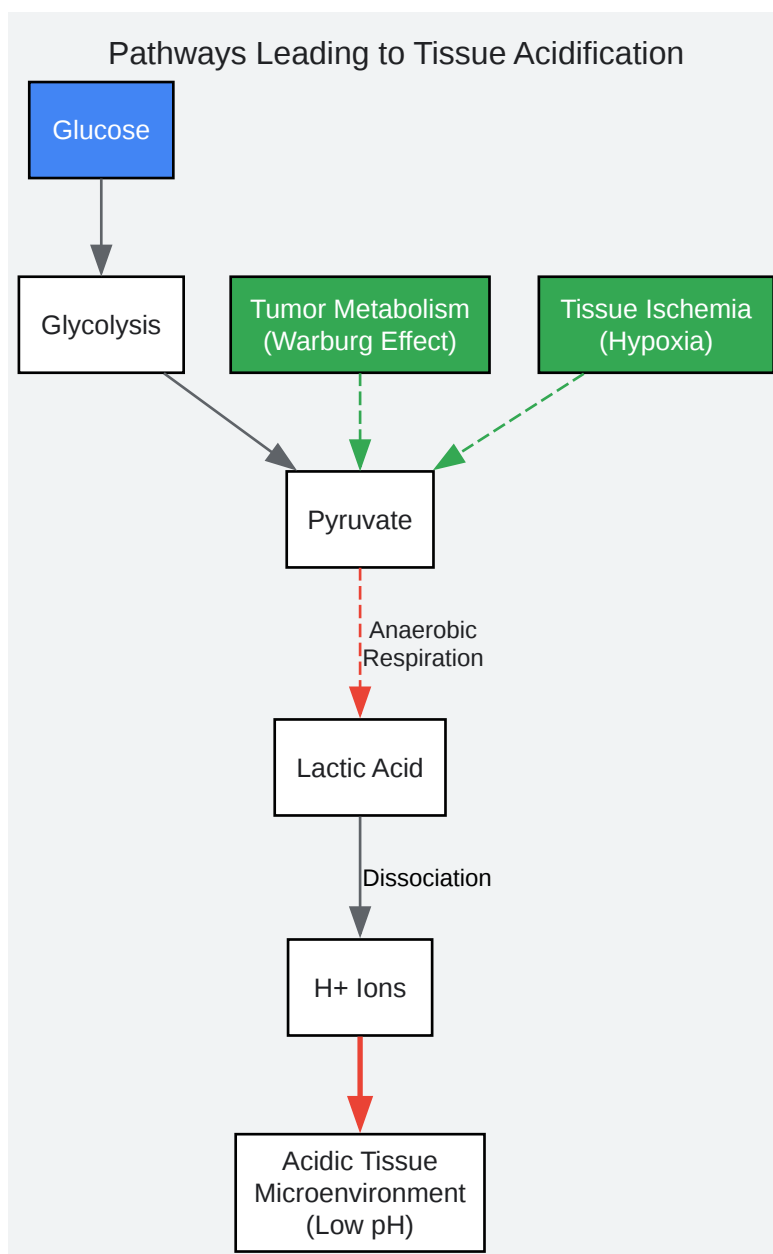 Pathways Leading to Tissue Acidification
Glucose
Glycolysis
Tumor Metabolism
(Warburg Effect)
Tissue Ischemia
(Hypoxia)
Pyruvate
Anaerobic
Respiration
Lactic Acid
Dissociation
H+ Ions
Acidic Tissue
Microenvironment
(Low pH)